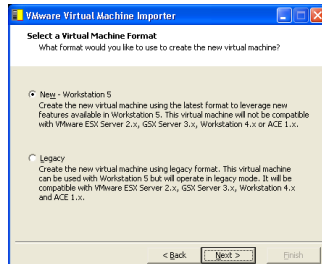 VMware Virtual Machine Importer
Select a Virtual Machine Format
What format would you like to use to create the new virtual machine?
New - Workstation 5
Create the new virtual machine using the latest format to leverage new
features available in Workstation 5. This virtual machine will not be compatible
with VMware ESX Server 2.x, GSX Server 3.x, Workstation 4.x or ACE 1.x.
Legacy
Create the new virtual machine using legacy format. This virtual machine
can be used with Workstation 5 but will operate in legacy mode. It will be
compatible with VMware ESX Server 2.x, GSX Server 3.x, Workstation 4.x
and ACE 1.x.
< Back Next > Finish